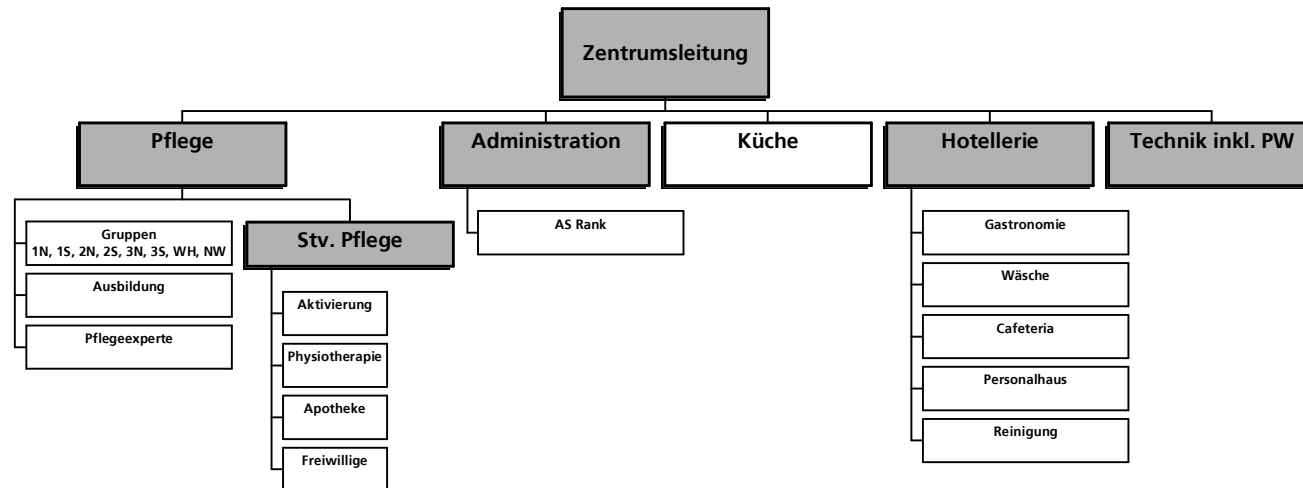 Zentrumsleitung
Pflege
Administration
Küche
Hotellerie
Technik inkl. PW
Gruppen
1N, 1S, 2N, 2S, 3N, 3S, WH, NW
Ausbildung
Pflegeexperte
Stv. Pflege
Aktivierung
Physiotherapie
Apotheke
Freiwillige
AS Rank
Gastronomie
Wäsche
Cafeteria
Personalhaus
Reinigung